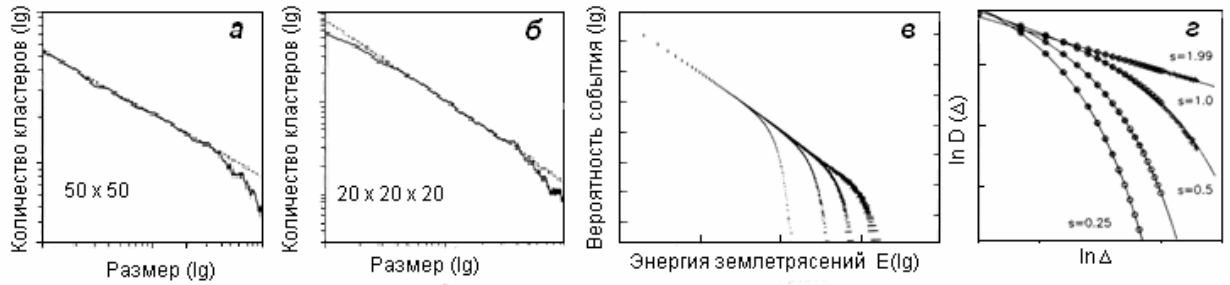 Количество кластеров (lg)
а
50 x 50
Размер (lg)
Количество кластеров (lg)
б
20 x 20 x 20
Размер (lg)
Вероятность события (lg)
в
Энергия землетрясений E(lg)
ln D (Δ)
г
s=1.99
s=1.0
s=0.5
s=0.25
ln Δ